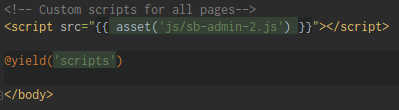 <!-- Custom scripts for all pages-->
<script src="{{ asset('js/sb-admin-2.js') }}"></script>
@yield('scripts')
</body>